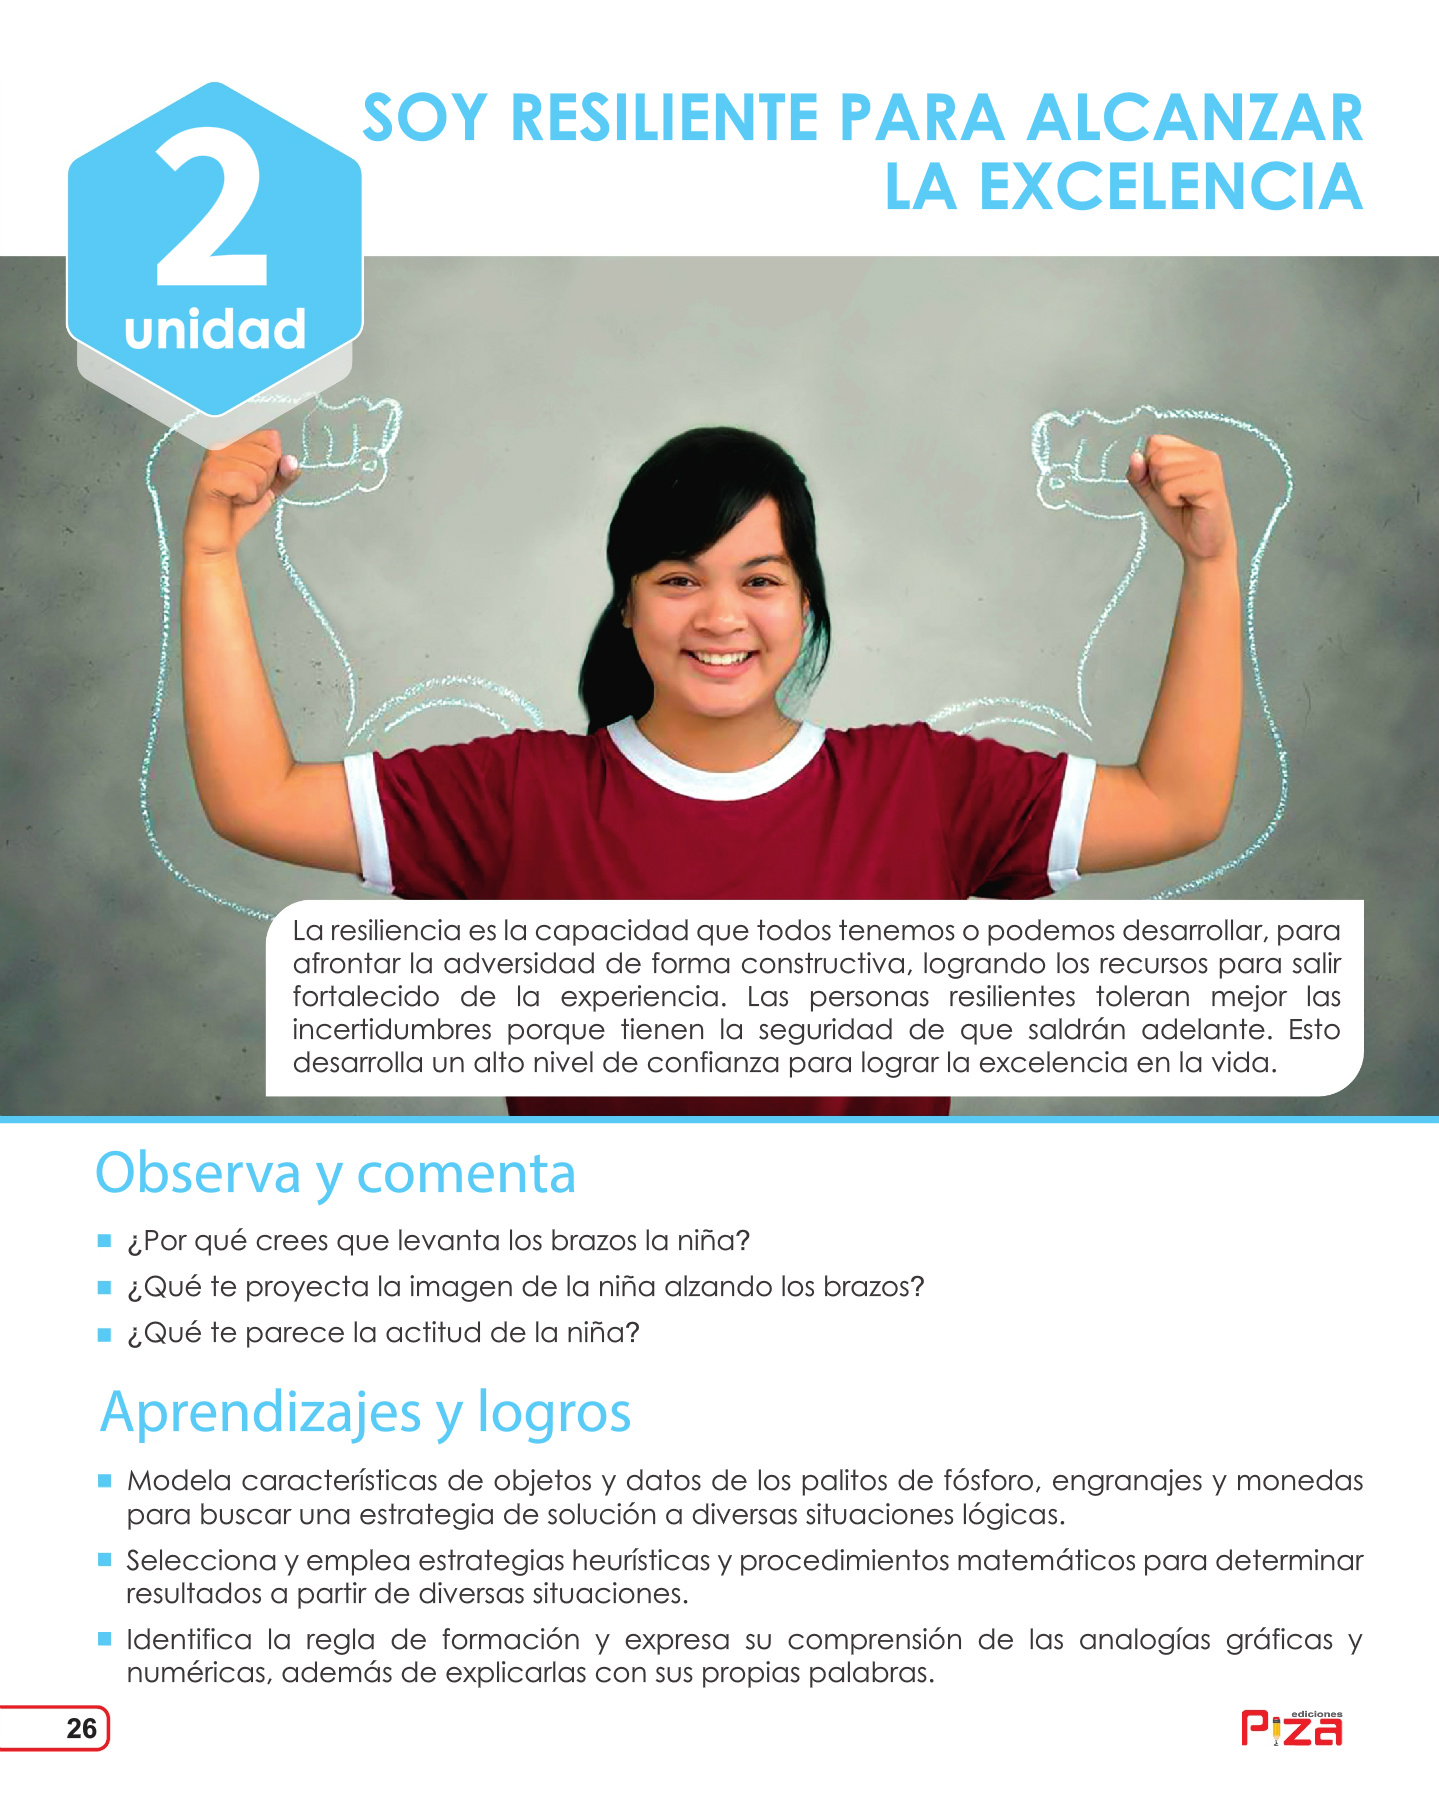 2
unidad
SOY RESILIENTE PARA ALCANZAR
LA EXCELENCIA
La resiliencia es la capacidad que todos tenemos o podemos desarrollar, para
afrontar la adversidad de forma constructiva, logrando los recursos para salir
fortalecido de la experiencia. Las personas resilientes toleran mejor las
incertidumbres porque tienen la seguridad de que saldrán adelante. Esto
desarrolla un alto nivel de confianza para lograr la excelencia en la vida.
Observa y comenta
¿Por qué crees que levanta los brazos la niña?
¿Qué te proyecta la imagen de la niña alzando los brazos?
¿Qué te parece la actitud de la niña?
Aprendizajes y logros
Modela características de objetos y datos de los palitos de fósforo, engranajes y monedas
para buscar una estrategia de solución a diversas situaciones lógicas.
Selecciona y emplea estrategias heurísticas y procedimientos matemáticos para determinar
resultados a partir de diversas situaciones.
Identifica la regla de formación y expresa su comprensión de las analogías gráficas y
numéricas, además de explicarlas con sus propias palabras.
26
ediciones
Piza